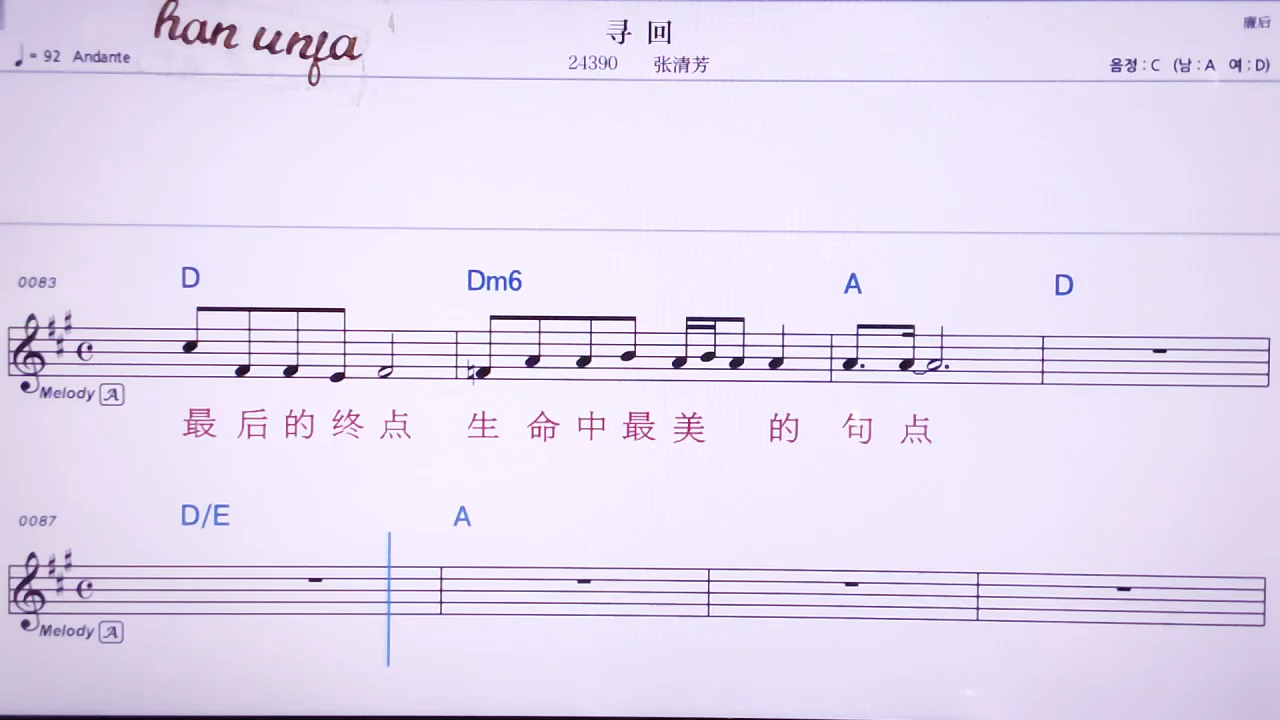 han unfa
寻 回
♩= 92 Andante
24390 张清芳
음정 : C (남 : A 여 : D)
0083
D Dm6 A D
Melody A
最 后 的 终 点 生 命 中 最 美 的 句 点
0087
D/E A
Melody A